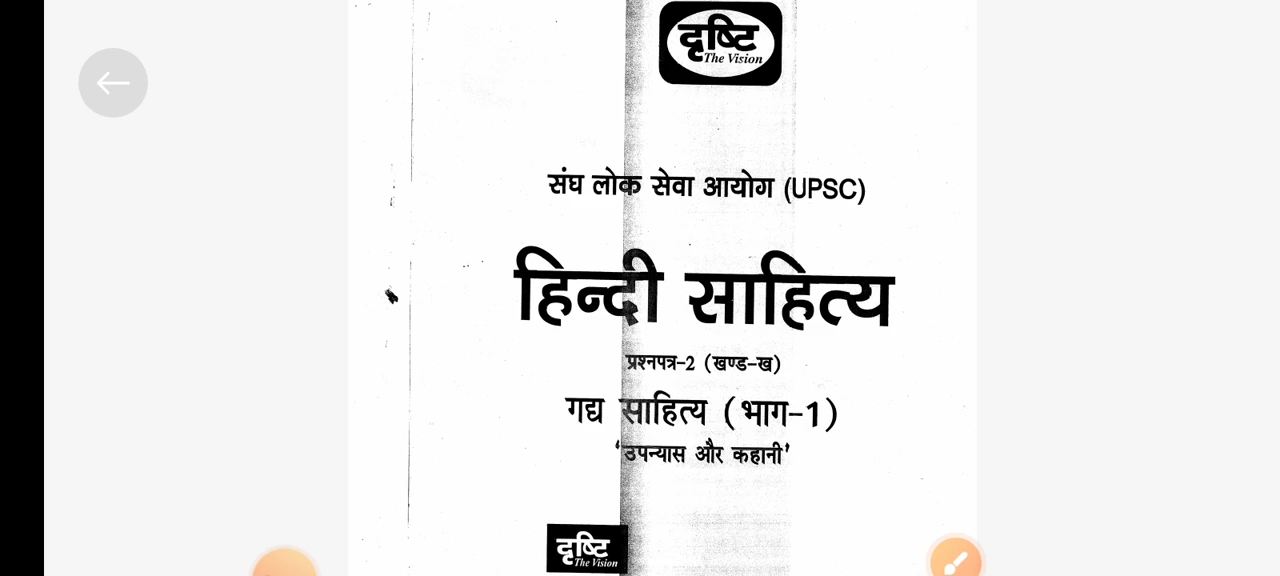 दृष्टि
The Vision
संघ लोक सेवा आयोग (UPSC)
हिन्दी साहित्य
प्रश्नपत्र-2 (खण्ड-ख)
गद्य साहित्य (भाग-1)
'उपन्यास और कहानी'
दृष्टि
The Vision